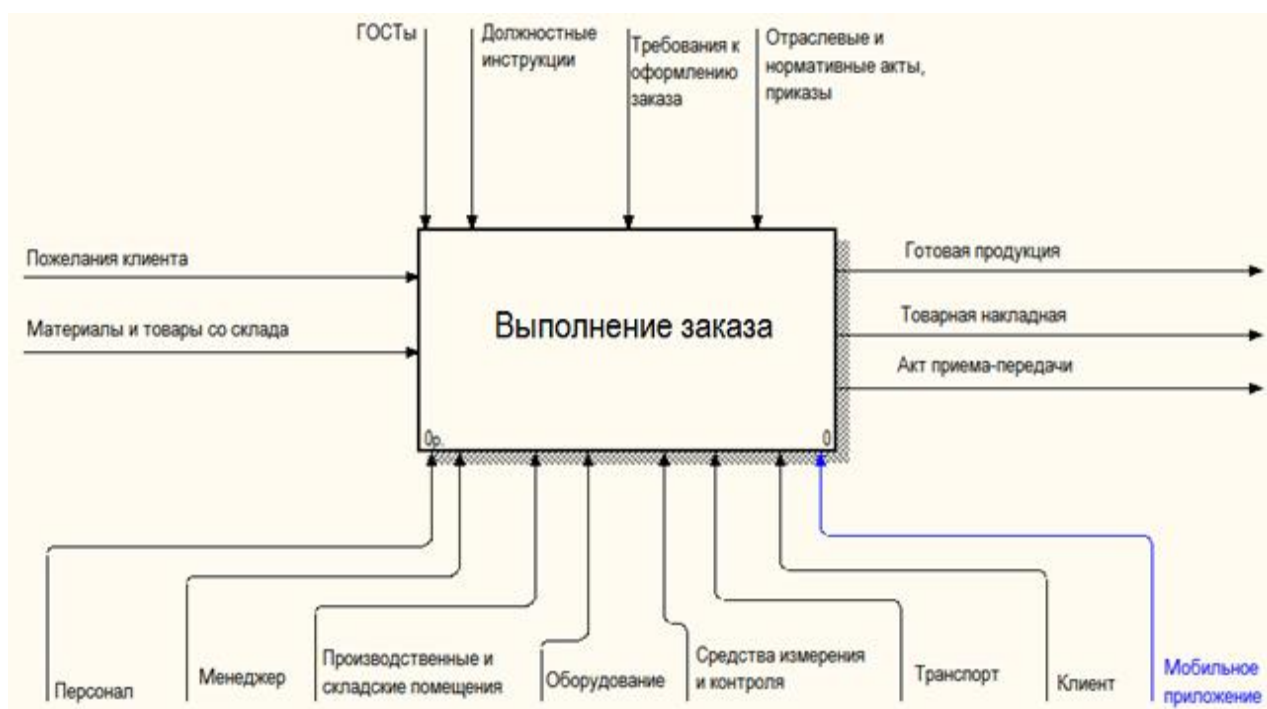 ГОСТы
Должностные
инструкции
Требования к
оформлению
заказа
Отраслевые и
нормативные акты,
приказы
Пожелания клиента
Материалы и товары со склада
Выполнение заказа
0р.
0
Готовая продукция
Товарная накладная
Акт приема-передачи
Персонал
Менеджер
Производственные и
складские помещения
Оборудование
Средства измерения
и контроля
Транспорт
Клиент
Мобильное
приложение